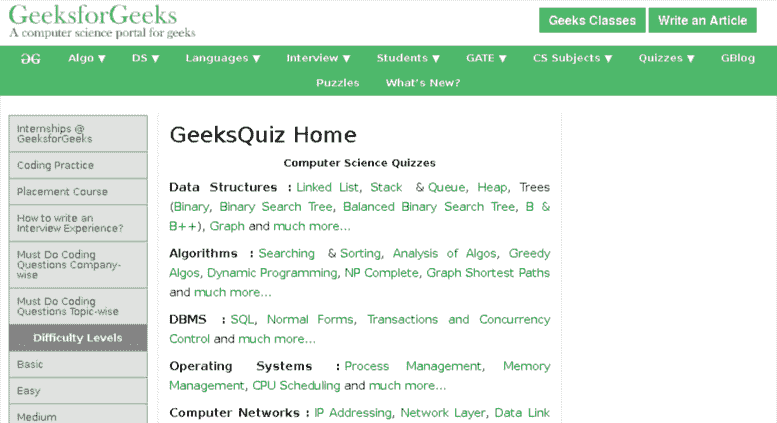 GeeksforGeeks
A computer science portal for geeks
Geeks Classes
Write an Article
GG Algo ▼ DS ▼ Languages ▼ Interview ▼ Students ▼ GATE ▼ CS Subjects ▼ Quizzes ▼ GBlog
Puzzles What's New?
Internships @
GeeksforGeeks
Coding Practice
Placement Course
How to write an
Interview Experience?
Must Do Coding
Questions Company-
wise
Must Do Coding
Questions Topic-wise
Difficulty Levels
Basic
Easy
Medium
GeeksQuiz Home
Computer Science Quizzes
Data Structures : Linked List, Stack & Queue, Heap, Trees
(Binary, Binary Search Tree, Balanced Binary Search Tree, B &
B++), Graph and much more...
Algorithms : Searching & Sorting, Analysis of Algos, Greedy
Algos, Dynamic Programming, NP Complete, Graph Shortest Paths
and much more...
DBMS : SQL, Normal Forms, Transactions and Concurrency
Control and much more...
Operating Systems : Process Management, Memory
Management, CPU Scheduling and much more...
Computer Networks : IP Addressing, Network Layer, Data Link